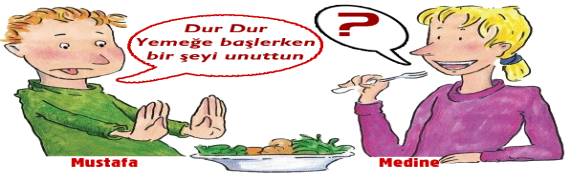 Dur Dur
Yemeğe başlerken
bir şeyi unuttun
?
Mustafa
Medine